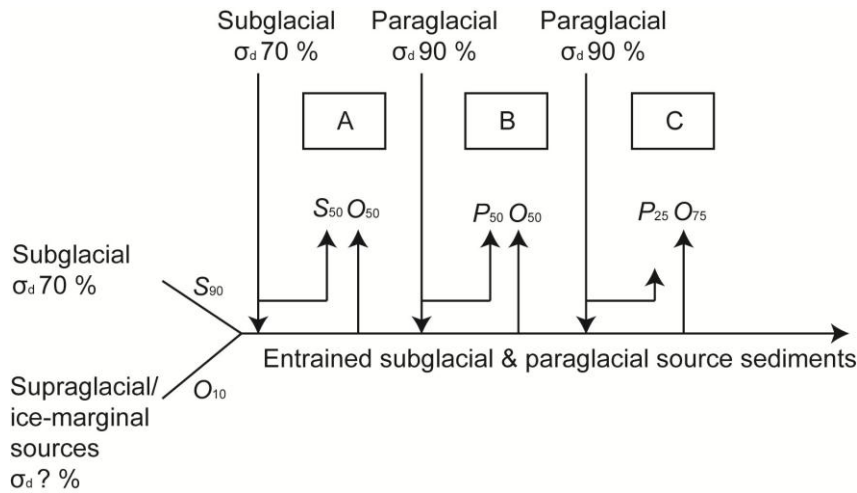 Subglacial
σd 70 %
Paraglacial
σd 90 %
Paraglacial
σd 90 %
A
B
C
S50 O50
P50 O50
P25 O75
Subglacial
σd 70 %
S90
Entrained subglacial & paraglacial source sediments
O10
Supraglacial/
ice-marginal
sources
σd ? %